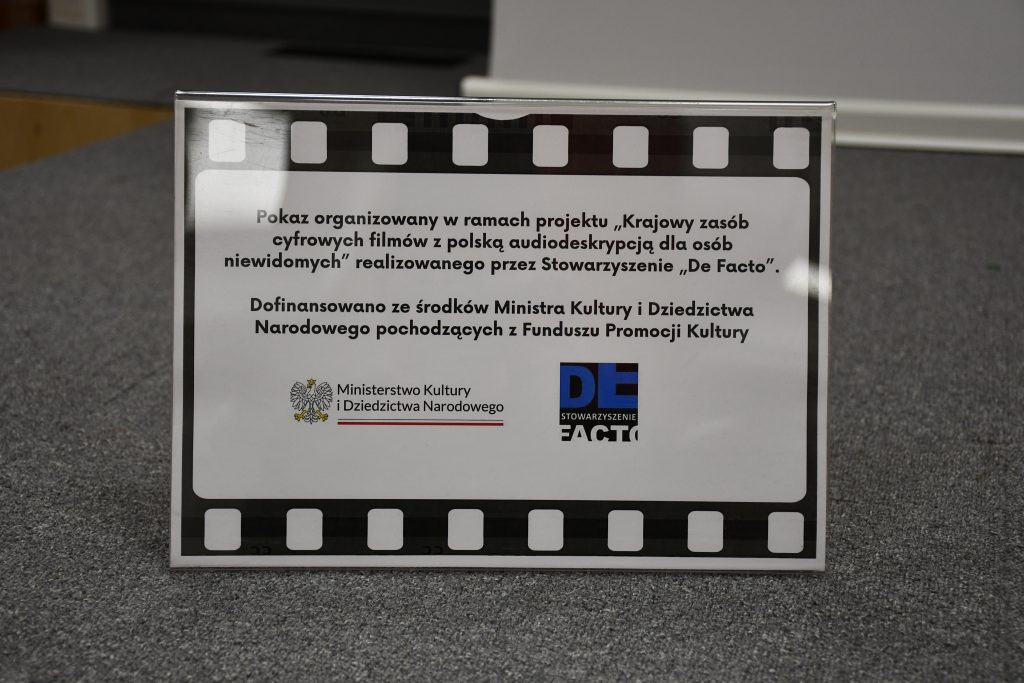 Pokaz organizowany w ramach projektu „Krajowy zasób
cyfrowych filmów z polską audiodeskrypcją dla osób
niewidomych” realizowanego przez Stowarzyszenie „De Facto”.
Dofinansowano ze środków Ministra Kultury i Dziedzictwa
Narodowego pochodzących z Funduszu Promocji Kultury
Ministerstwo Kultury
i Dziedzictwa Narodowego
DE
STOWARZYSZENIE
FACTO